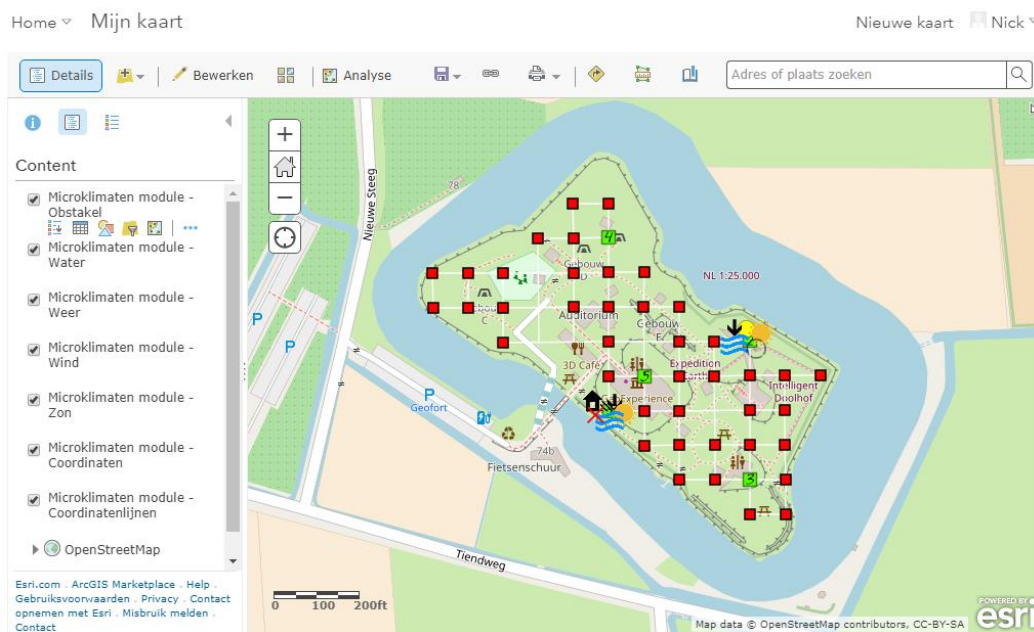 Home Mijn kaart Nieuwe kaart Nick
Details Bewerken Analyse Adres of plaats zoeken
Content
Microklimaten module -
Obstakel
Microklimaten module -
Water
Microklimaten module -
Weer
Microklimaten module -
Wind
Microklimaten module -
Zon
Microklimaten module -
Coordinaten
Microklimaten module -
Coordinatenlijnen
OpenStreetMap
Esri.com . ArcGIS Marketplace . Help .
Gebruiksvoorwaarden . Privacy . Contact
opnemen met Esri . Misbruik melden .
Contact
Nieuwe Steeg
78
4
Gebouw
D
NL 1:25.000
C
Auditorium
Gebouw
P
P
3D Café
Expedition
5
Intelligent
Doolhof
P
Geofort
74b
Fietsenschuur
3
Tiendweg
0 100 200ft
Map data © OpenStreetMap contributors, CC-BY-SA
POWERED BY
esri